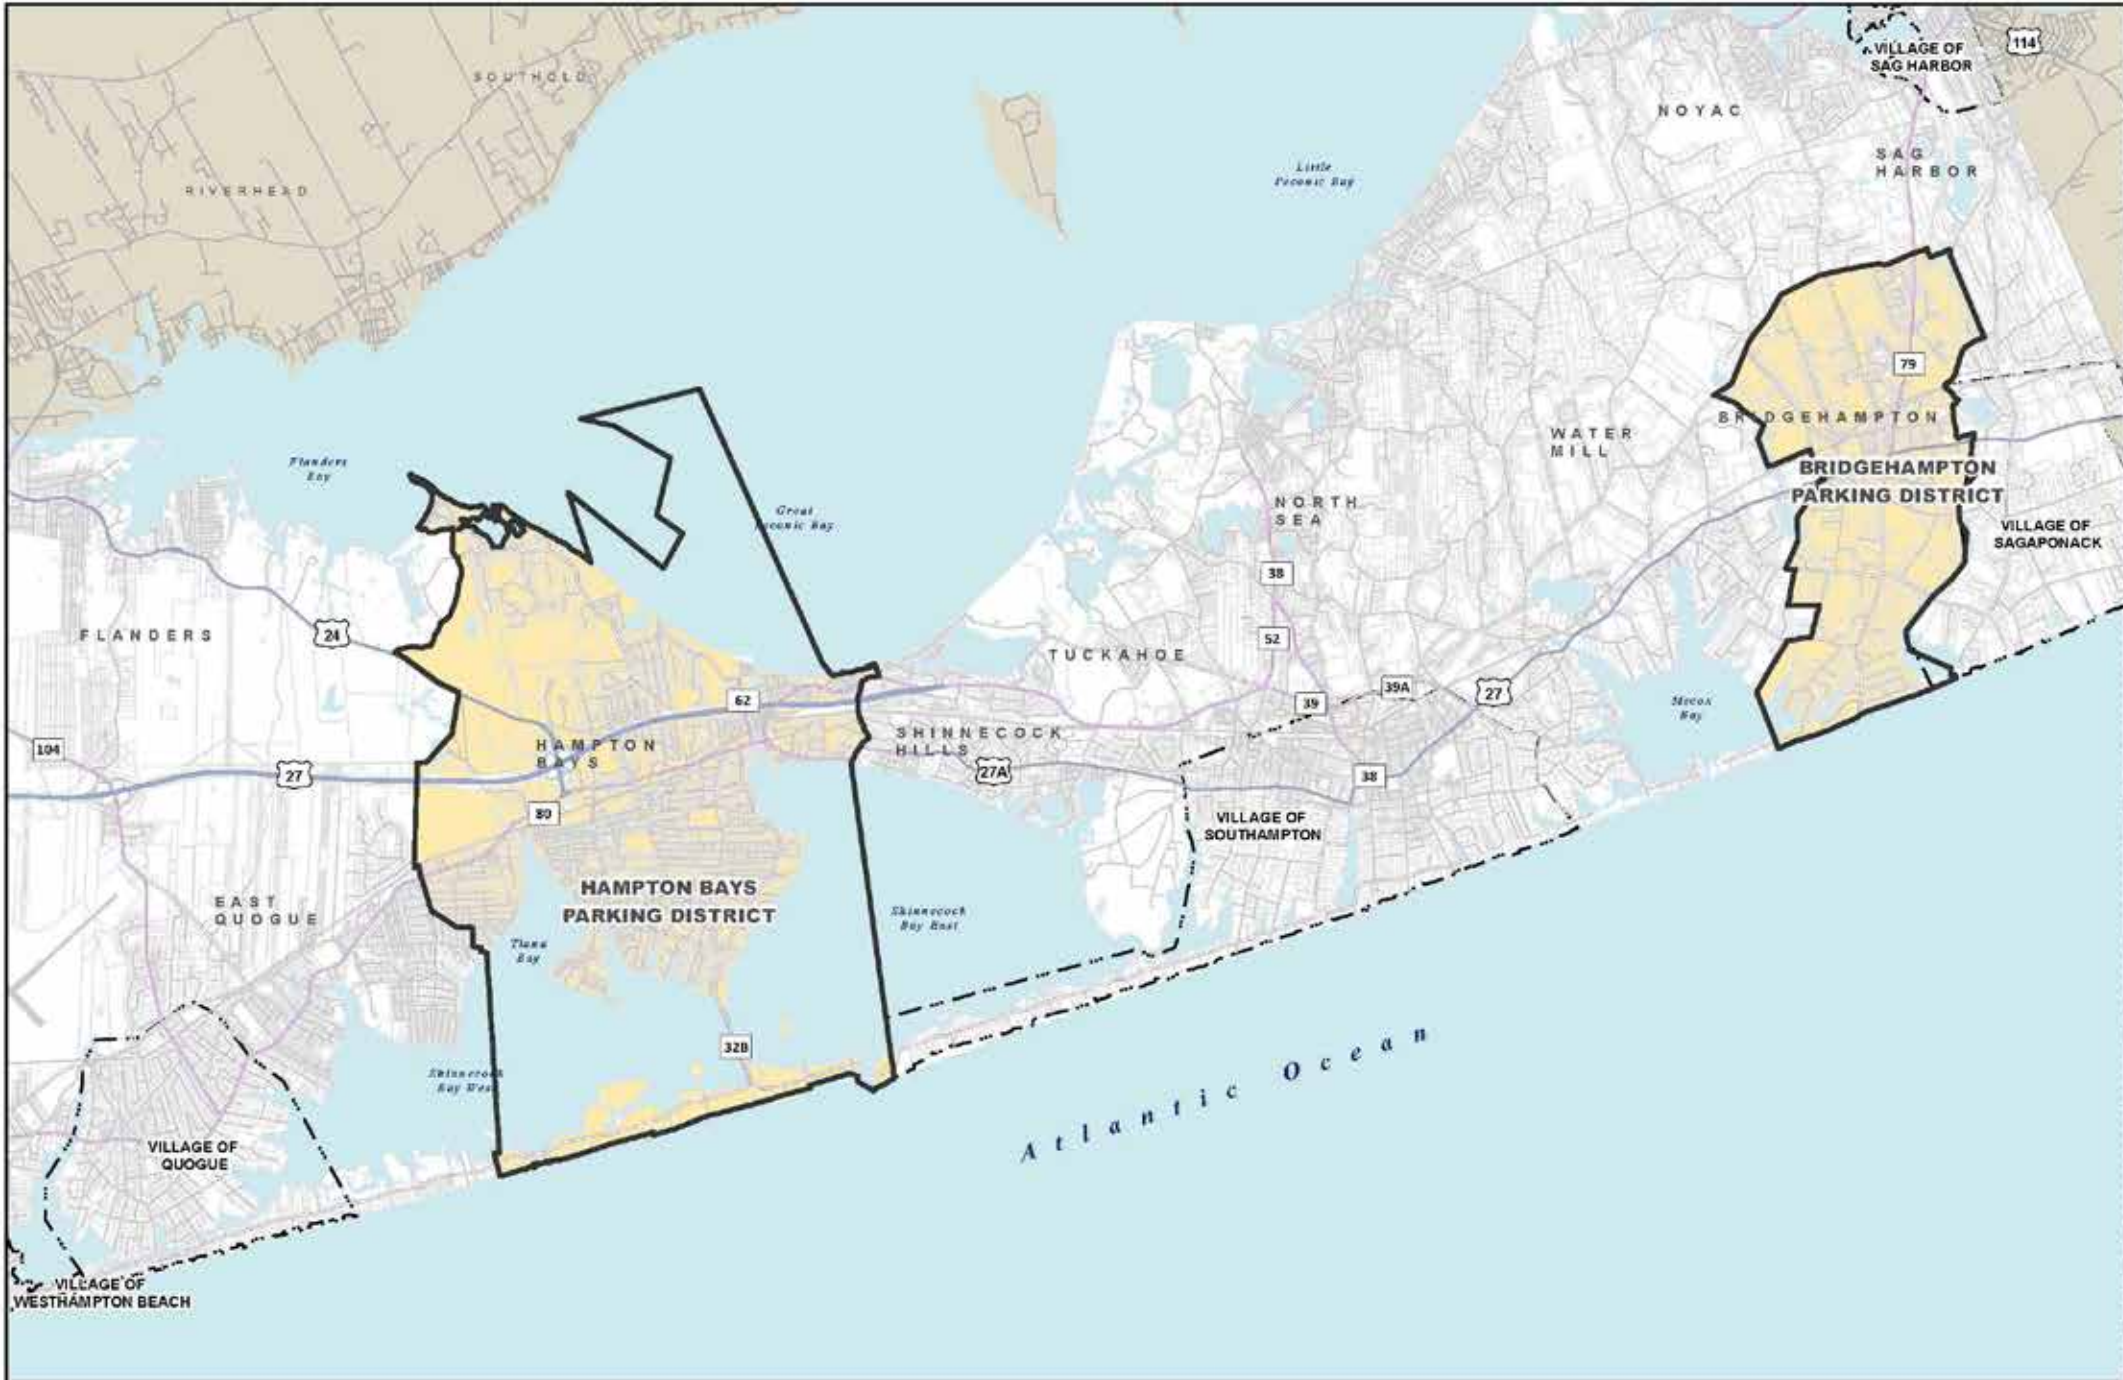 VILLAGE OF
SAG HARBOR
114
SOUTHOLD
NOYAC
SAG
HARBOR
RIVERHEAD
Little
Peconic Bay
79
BRIDGEHAMPTON
WATER
MILL
BRIDGEHAMPTON
PARKING DISTRICT
Flanders
Bay
Great
Peconic Bay
NORTH
SEA
VILLAGE OF
SAGAPONACK
38
24
FLANDERS
52
TUCKAHOE
39A
27
62
39
Mecox
Bay
104
HAMPTON
BAYS
SHINNECOCK
HILLS
27
27A
38
80
VILLAGE OF
SOUTHAMPTON
HAMPTON BAYS
PARKING DISTRICT
EAST
QUOGUE
Shinnecock
Bay East
Tiana
Bay
32B
Atlantic Ocean
Shinnecock
Bay West
VILLAGE OF
QUOGUE
VILLAGE OF
WESTHAMPTON BEACH